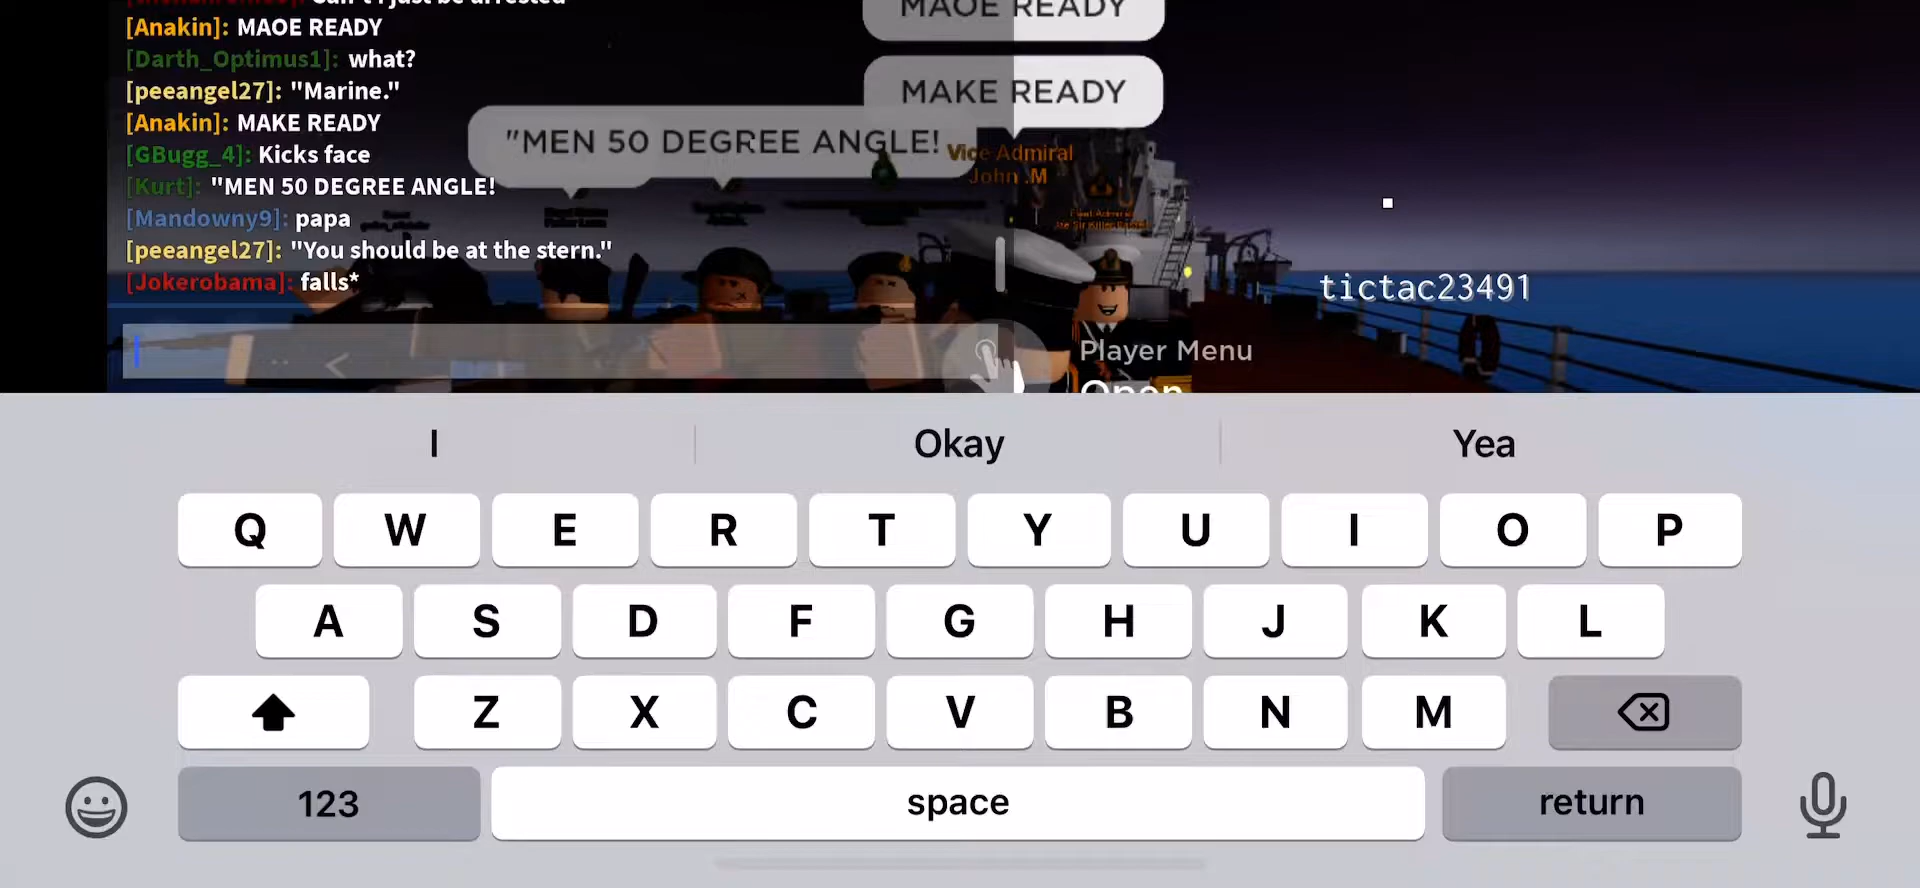 [Anakin]: MAOE READY
[Darth_Optimus1]: what?
[peeangel27]: "Marine."
[Anakin]: MAKE READY
[GBugg_4]: Kicks face
[Kurt]: "MEN 50 DEGREE ANGLE!
[Mandowny9]: papa
[peeangel27]: "You should be at the stern."
[Jokerobama]: falls*
MAOE READY
MAKE READY
"MEN 50 DEGREE ANGLE!
Vice Admiral
John .M
tictac23491
Player Menu
Open
I
Okay
Yea
Q W E R T Y U I O P
A S D F G H J K L
Z X C V B N M
123
space
return